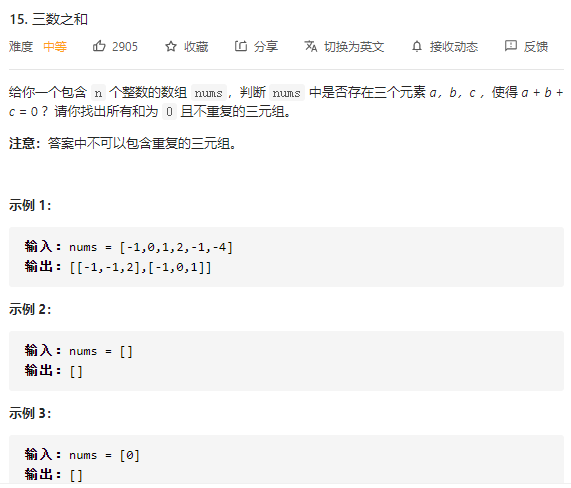 15. 三数之和
难度 中等 2905 收藏 分享 切换为英文 接收动态 反馈
给你一个包含 n 个整数的数组 nums，判断 nums 中是否存在三个元素 a，b，c ，使得 a + b +
c = 0 ？请你找出所有和为 0 且不重复的三元组。
注意：答案中不可以包含重复的三元组。
示例 1：
输入：nums = [-1,0,1,2,-1,-4]
输出：[[-1,-1,2],[-1,0,1]]
示例 2：
输入：nums = []
输出：[]
示例 3：
输入：nums = [0]
输出：[]